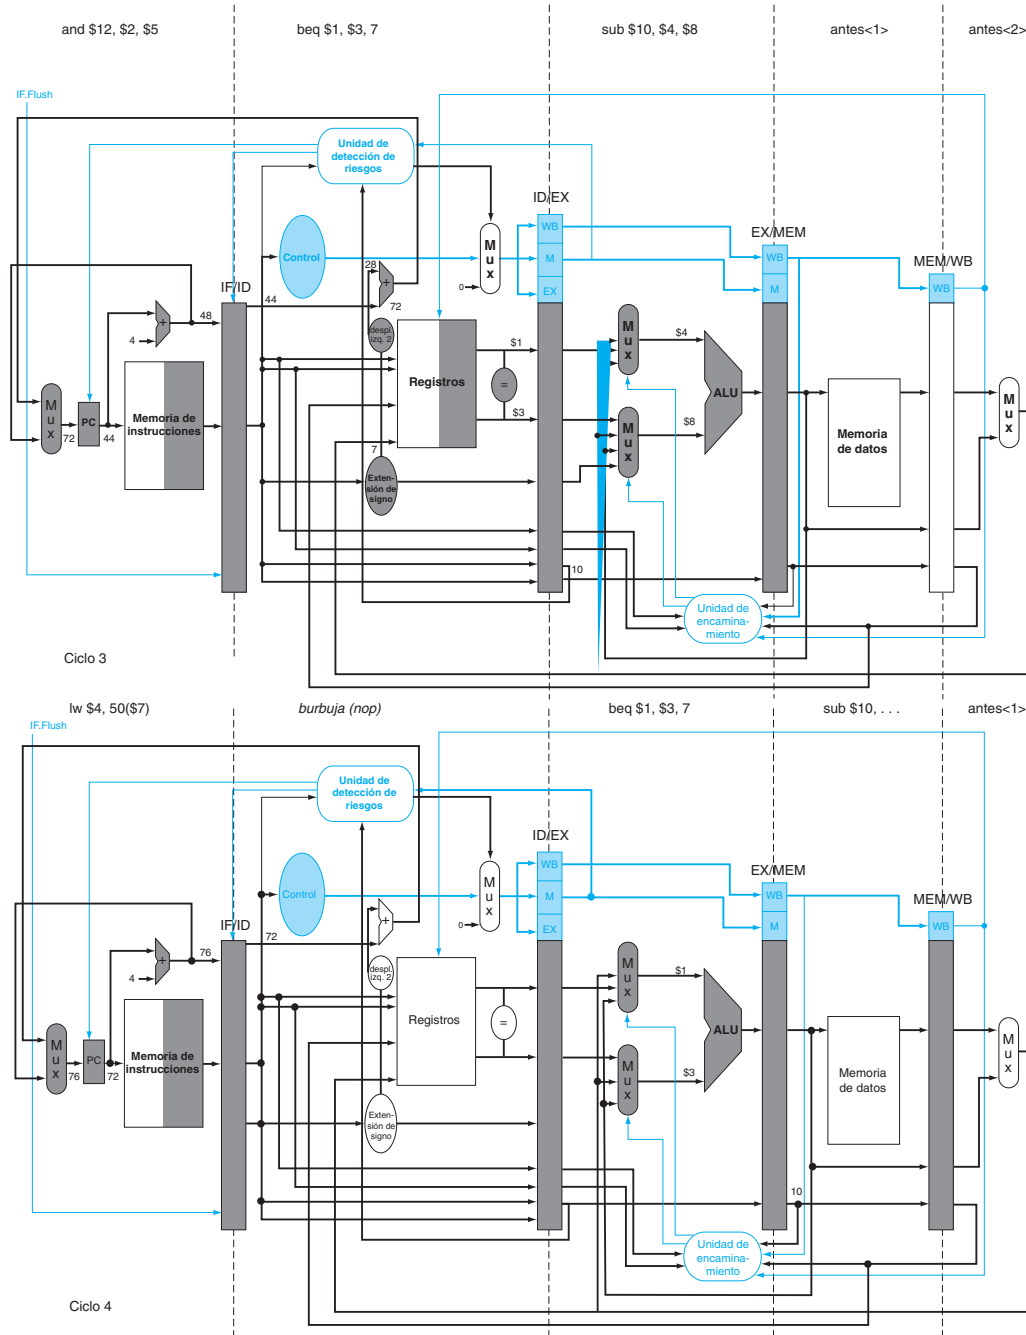 and $12, $2, $5
beq $1, $3, 7
sub $10, $4, $8
antes<1>
antes<2>
IF.Flush
Unidad de
detección de
riesgos
ID/EX
WB
M
EX
EX/MEM
WB
M
MEM/WB
WB
Control
M
u
x
0
28
+
72
IF/ID
44
48
+
4
despl.
izq. 2
$1
=
$3
Registros
M
u
x
72
PC
44
Memoria de
instrucciones
7
Exten-
sión de
signo
M
u
x
$4
M
u
x
$8
ALU
Memoria
de datos
M
u
x
10
Unidad de
encamina-
miento
Ciclo 3
lw $4, 50($7)
burbuja (nop)
beq $1, $3, 7
sub $10, . . .
antes<1>
IF.Flush
Unidad de
detección de
riesgos
ID/EX
WB
M
EX
EX/MEM
WB
M
MEM/WB
WB
Control
M
u
x
0
+
IF/ID
72
76
+
4
despl.
izq. 2
=
Registros
M
u
x
76
PC
72
Memoria de
instrucciones
Exten-
sión de
signo
M
u
x
$1
M
u
x
$3
ALU
Memoria
de datos
M
u
x
10
Unidad de
encamina-
miento
Ciclo 4